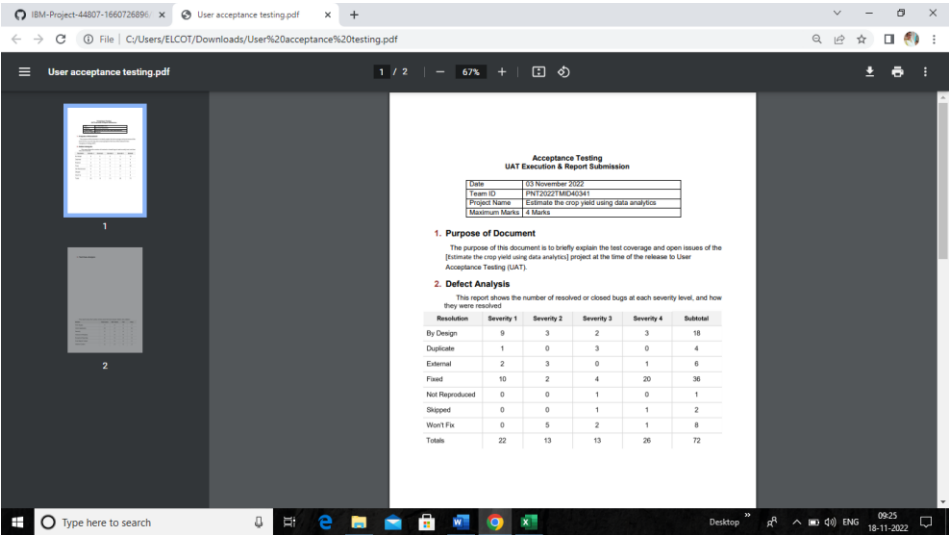 IBM-Project-44807-1660726896/
User acceptance testing.pdf
File | C:/Users/ELCOT/Downloads/User%20acceptance%20testing.pdf
User acceptance testing.pdf
1 / 2 | — 67% +
1
2
Acceptance Testing
UAT Execution & Report Submission
Date 03 November 2022
Team ID PNT2022TMID40341
Project Name Estimate the crop yield using data analytics
Maximum Marks 4 Marks
1. Purpose of Document
The purpose of this document is to briefly explain the test coverage and open issues of the
[Estimate the crop yield using data analytics] project at the time of the release to User
Acceptance Testing (UAT).
2. Defect Analysis
This report shows the number of resolved or closed bugs at each severity level, and how
they were resolved
Resolution Severity 1 Severity 2 Severity 3 Severity 4 Subtotal
By Design 9 3 2 3 18
Duplicate 1 0 3 0 4
External 2 3 0 1 6
Fixed 10 2 4 20 36
Not Reproduced 0 0 1 0 1
Skipped 0 0 1 1 2
Won't Fix 0 5 2 1 8
Totals 22 13 13 26 72
Type here to search
Desktop
ENG
09:25
18-11-2022